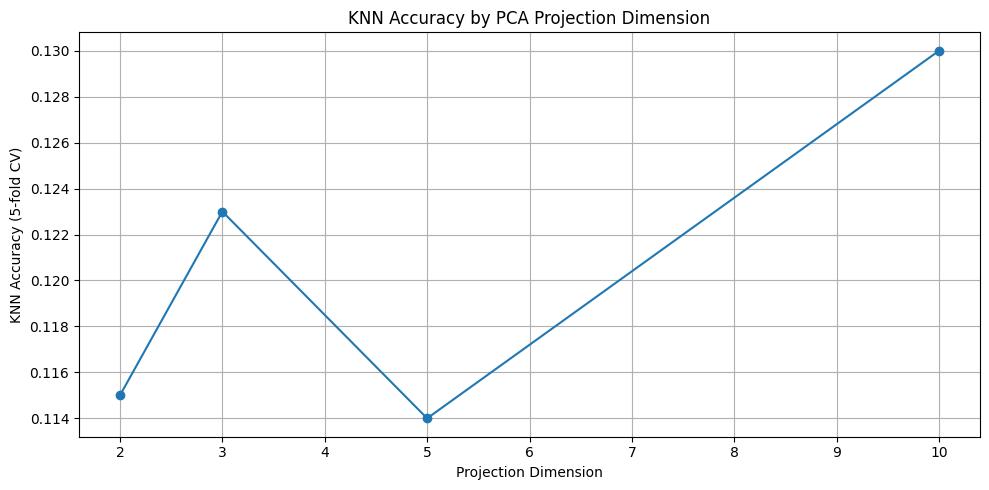 KNN Accuracy by PCA Projection Dimension
KNN Accuracy (5-fold CV)
0.130
0.128
0.126
0.124
0.122
0.120
0.118
0.116
0.114
2 3 4 5 6 7 8 9 10
Projection Dimension